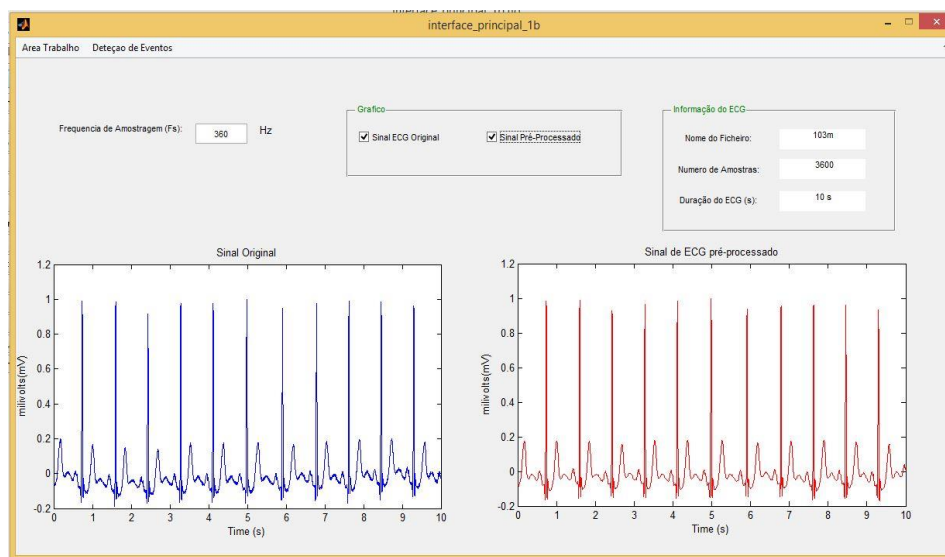 interface_principal_1b
Area Trabalho Deteçao de Eventos
Frequencia de Amostragem (Fs): 360 Hz
Grafico
Sinal ECG Original Sinal Pré-Processado
Informação do ECG
Nome do Ficheiro: 103m
Numero de Amostras: 3600
Duração do ECG (s): 10 s
Sinal Original
milivolts(mV)
1.2
1
0.8
0.6
0.4
0.2
0
-0.2
0 1 2 3 4 5 6 7 8 9 10
Time (s)
Sinal de ECG pré-processado
milivolts(mV)
1.2
1
0.8
0.6
0.4
0.2
0
-0.2
0 1 2 3 4 5 6 7 8 9 10
Time (s)